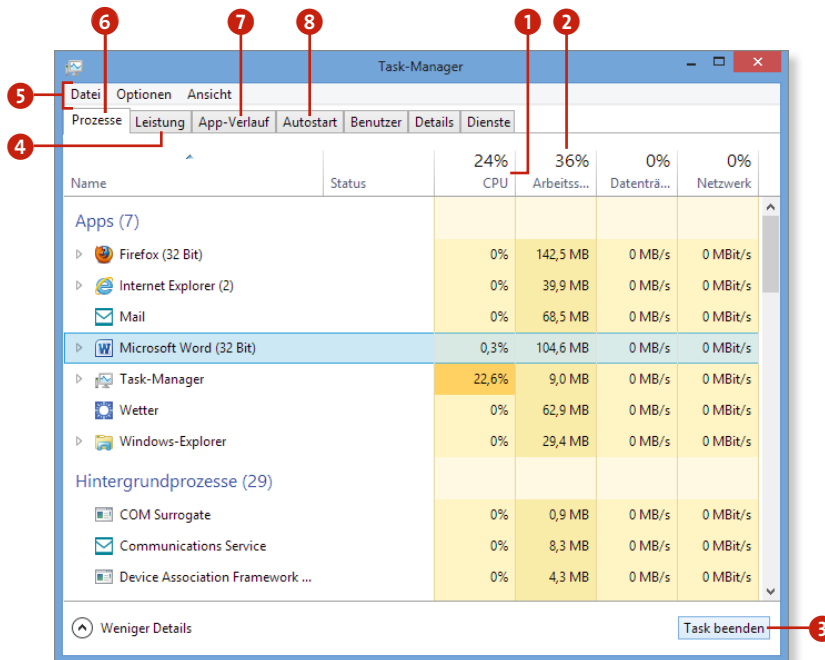 6 7 8 1 2
Task-Manager
5 Datei Optionen Ansicht
Prozesse Leistung App-Verlauf Autostart Benutzer Details Dienste
4
24% 36% 0% 0%
Name Status CPU Arbeitss... Datenträ... Netzwerk
Apps (7)
Firefox (32 Bit) 0% 142,5 MB 0 MB/s 0 MBit/s
Internet Explorer (2) 0% 39,9 MB 0 MB/s 0 MBit/s
Mail 0% 68,5 MB 0 MB/s 0 MBit/s
W Microsoft Word (32 Bit) 0,3% 104,6 MB 0 MB/s 0 MBit/s
Task-Manager 22,6% 9,0 MB 0 MB/s 0 MBit/s
Wetter 0% 62,9 MB 0 MB/s 0 MBit/s
Windows-Explorer 0% 29,4 MB 0 MB/s 0 MBit/s
Hintergrundprozesse (29)
COM Surrogate 0% 0,9 MB 0 MB/s 0 MBit/s
Communications Service 0% 8,3 MB 0 MB/s 0 MBit/s
Device Association Framework ... 0% 4,3 MB 0 MB/s 0 MBit/s
Weniger Details Task beenden 3